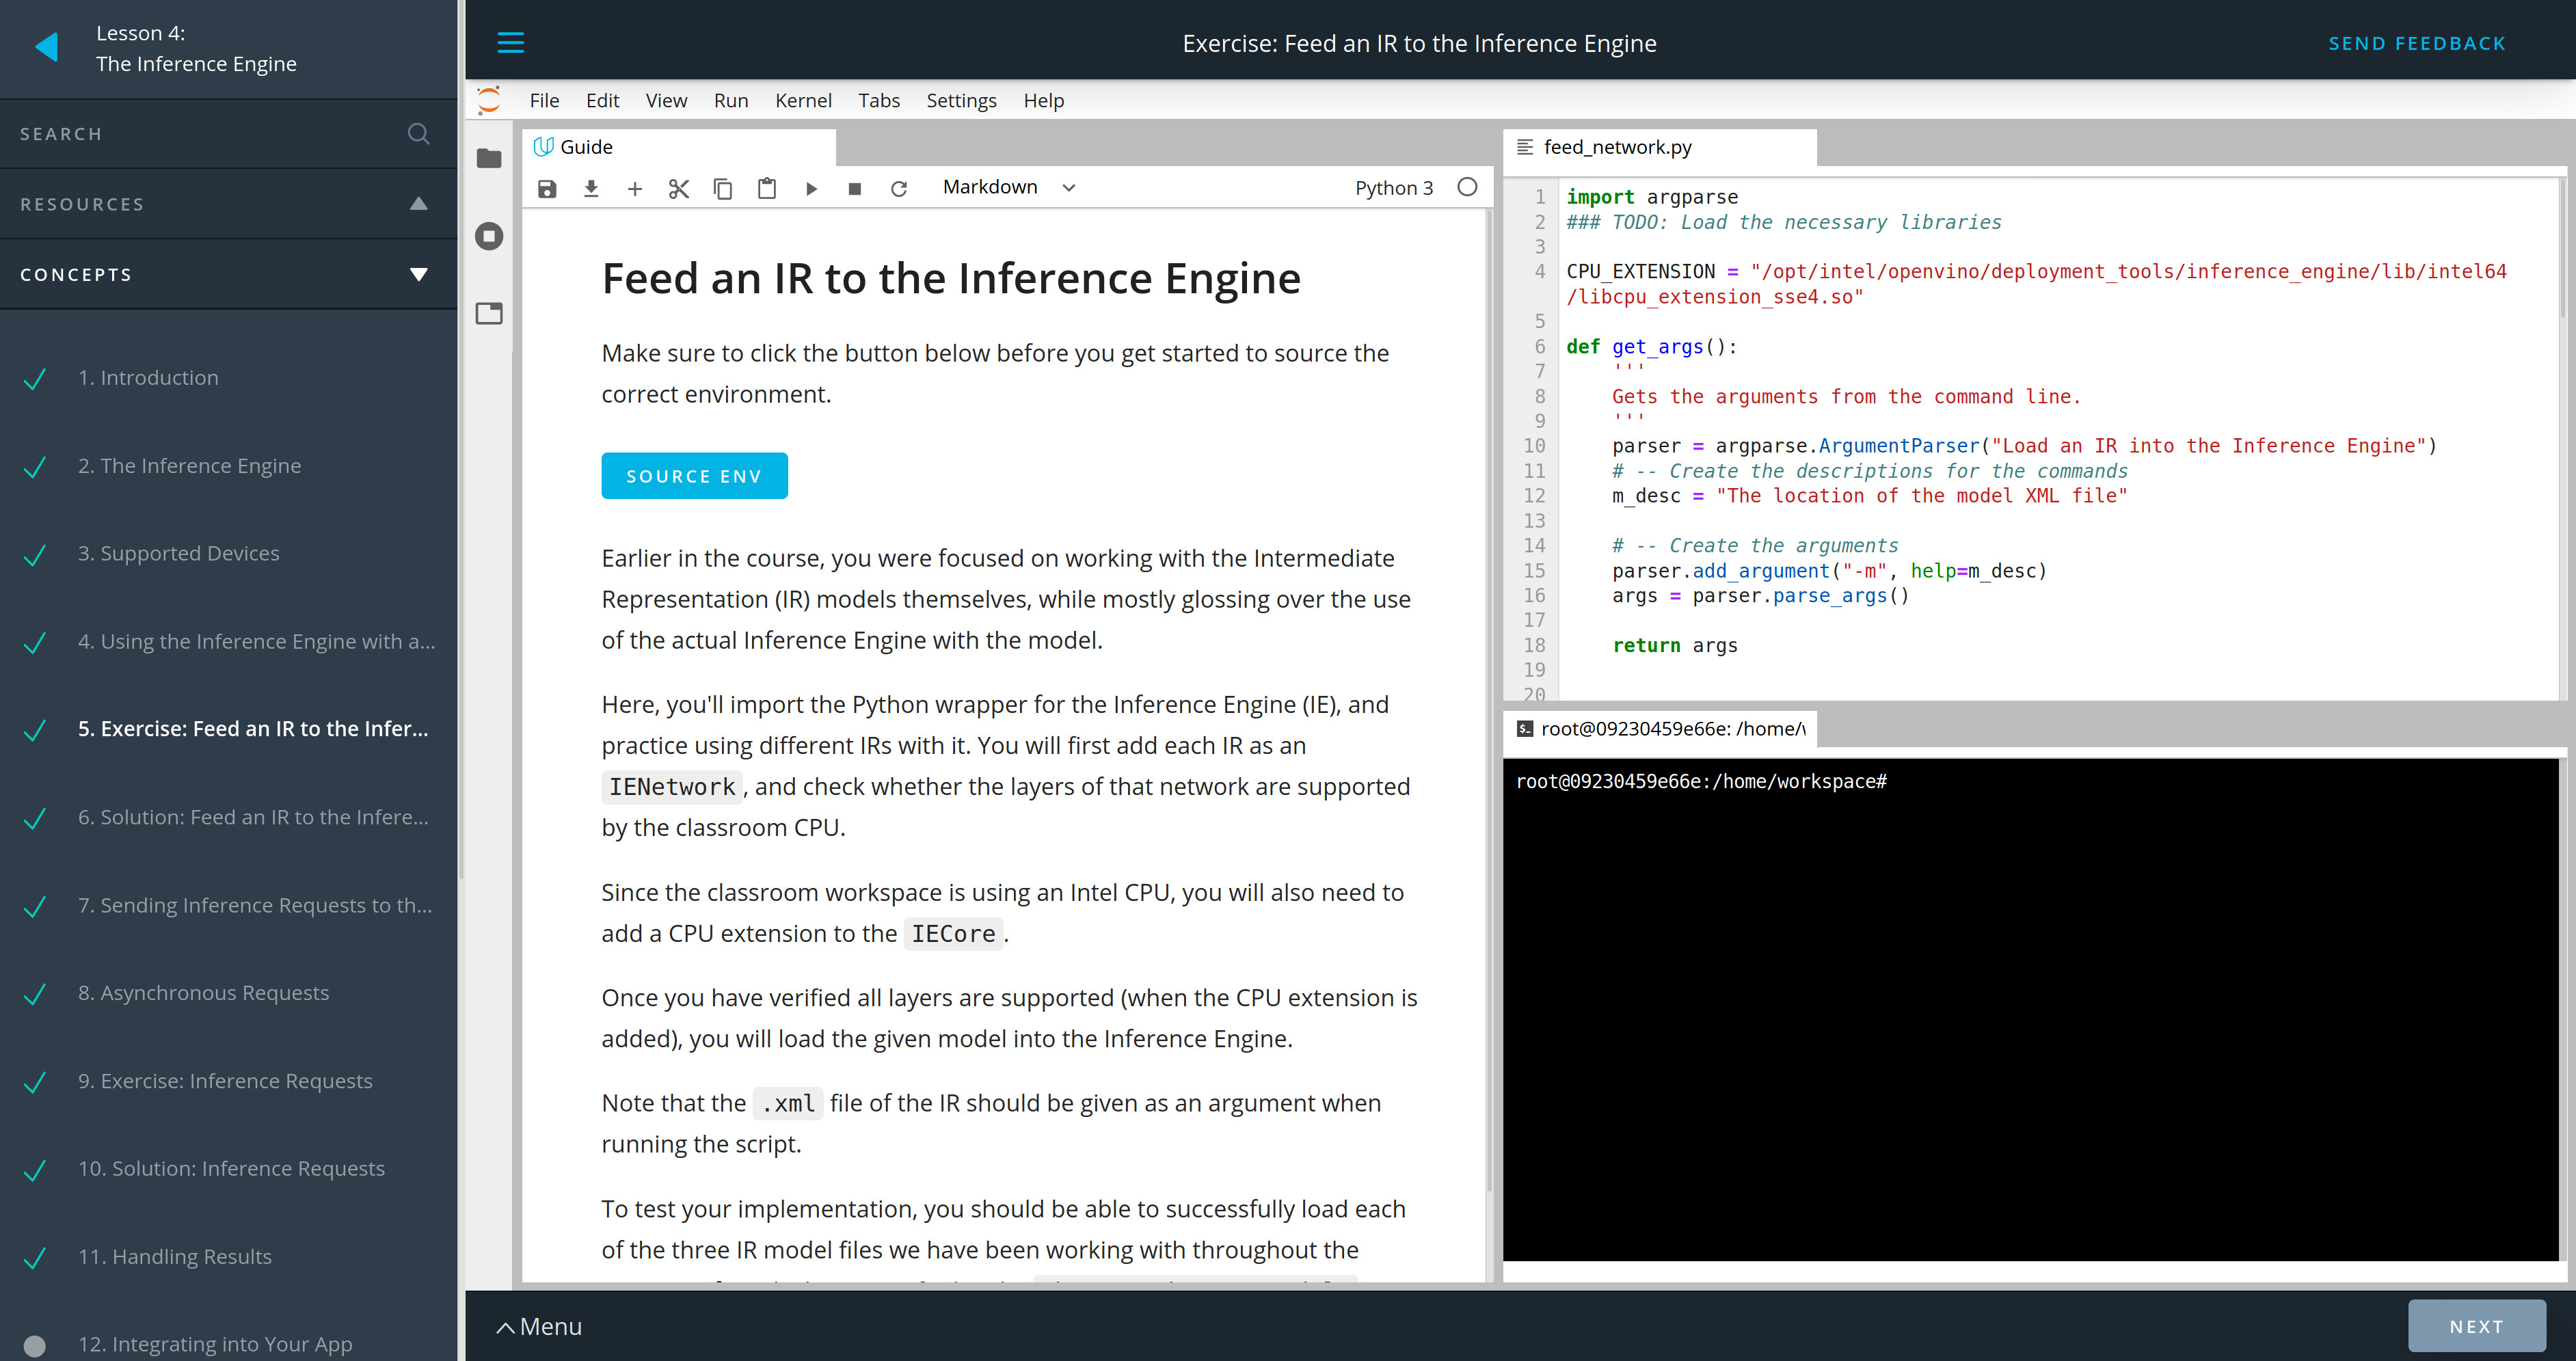 Lesson 4:
The Inference Engine
SEARCH
RESOURCES
CONCEPTS
1. Introduction
2. The Inference Engine
3. Supported Devices
4. Using the Inference Engine with a...
5. Exercise: Feed an IR to the Infer...
6. Solution: Feed an IR to the Infere...
7. Sending Inference Requests to th...
8. Asynchronous Requests
9. Exercise: Inference Requests
10. Solution: Inference Requests
11. Handling Results
12. Integrating into Your App
Exercise: Feed an IR to the Inference Engine
SEND FEEDBACK
File Edit View Run Kernel Tabs Settings Help
Guide
Markdown
Python 3
Feed an IR to the Inference Engine
Make sure to click the button below before you get started to source the
correct environment.
SOURCE ENV
Earlier in the course, you were focused on working with the Intermediate
Representation (IR) models themselves, while mostly glossing over the use
of the actual Inference Engine with the model.
Here, you'll import the Python wrapper for the Inference Engine (IE), and
practice using different IRs with it. You will first add each IR as an
IENetwork , and check whether the layers of that network are supported
by the classroom CPU.
Since the classroom workspace is using an Intel CPU, you will also need to
add a CPU extension to the IECore .
Once you have verified all layers are supported (when the CPU extension is
added), you will load the given model into the Inference Engine.
Note that the .xml file of the IR should be given as an argument when
running the script.
To test your implementation, you should be able to successfully load each
of the three IR model files we have been working with throughout the
feed_network.py
1 import argparse
2 ### TODO: Load the necessary libraries
3
4 CPU_EXTENSION = "/opt/intel/openvino/deployment_tools/inference_engine/lib/intel64
/libcpu_extension_sse4.so"
5
6 def get_args():
7     '''
8     Gets the arguments from the command line.
9     '''
10     parser = argparse.ArgumentParser("Load an IR into the Inference Engine")
11     # -- Create the descriptions for the commands
12     m_desc = "The location of the model XML file"
13
14     # -- Create the arguments
15     parser.add_argument("-m", help=m_desc)
16     args = parser.parse_args()
17
18     return args
19
20
root@09230459e66e: /home/
root@09230459e66e:/home/workspace#
Menu
NEXT